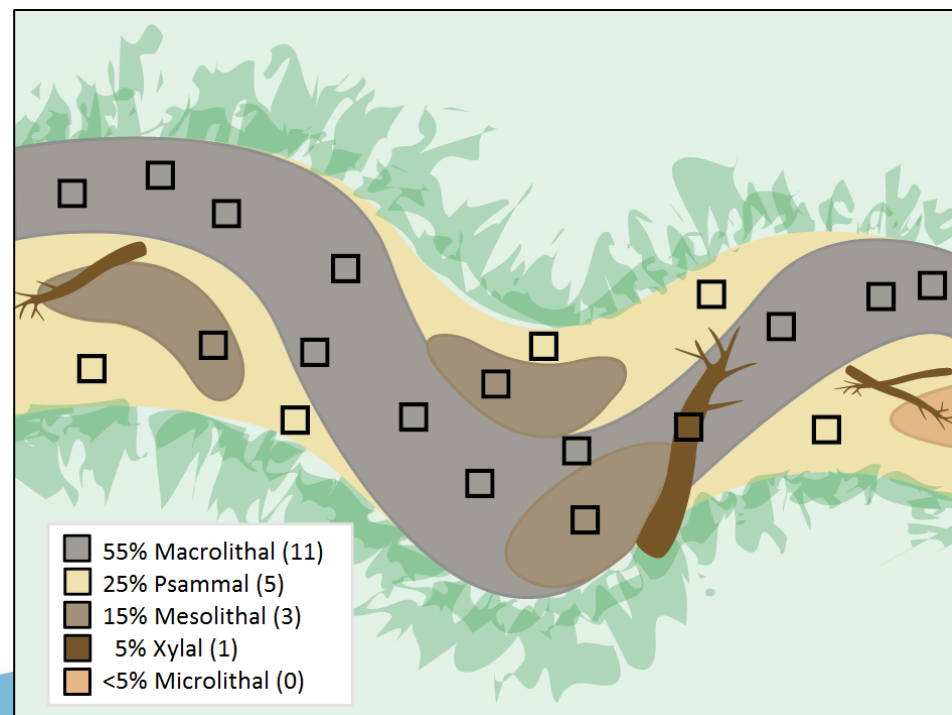 55% Macrolithal (11)
25% Psammal (5)
15% Mesolithal (3)
5% Xylal (1)
<5% Microlithal (0)